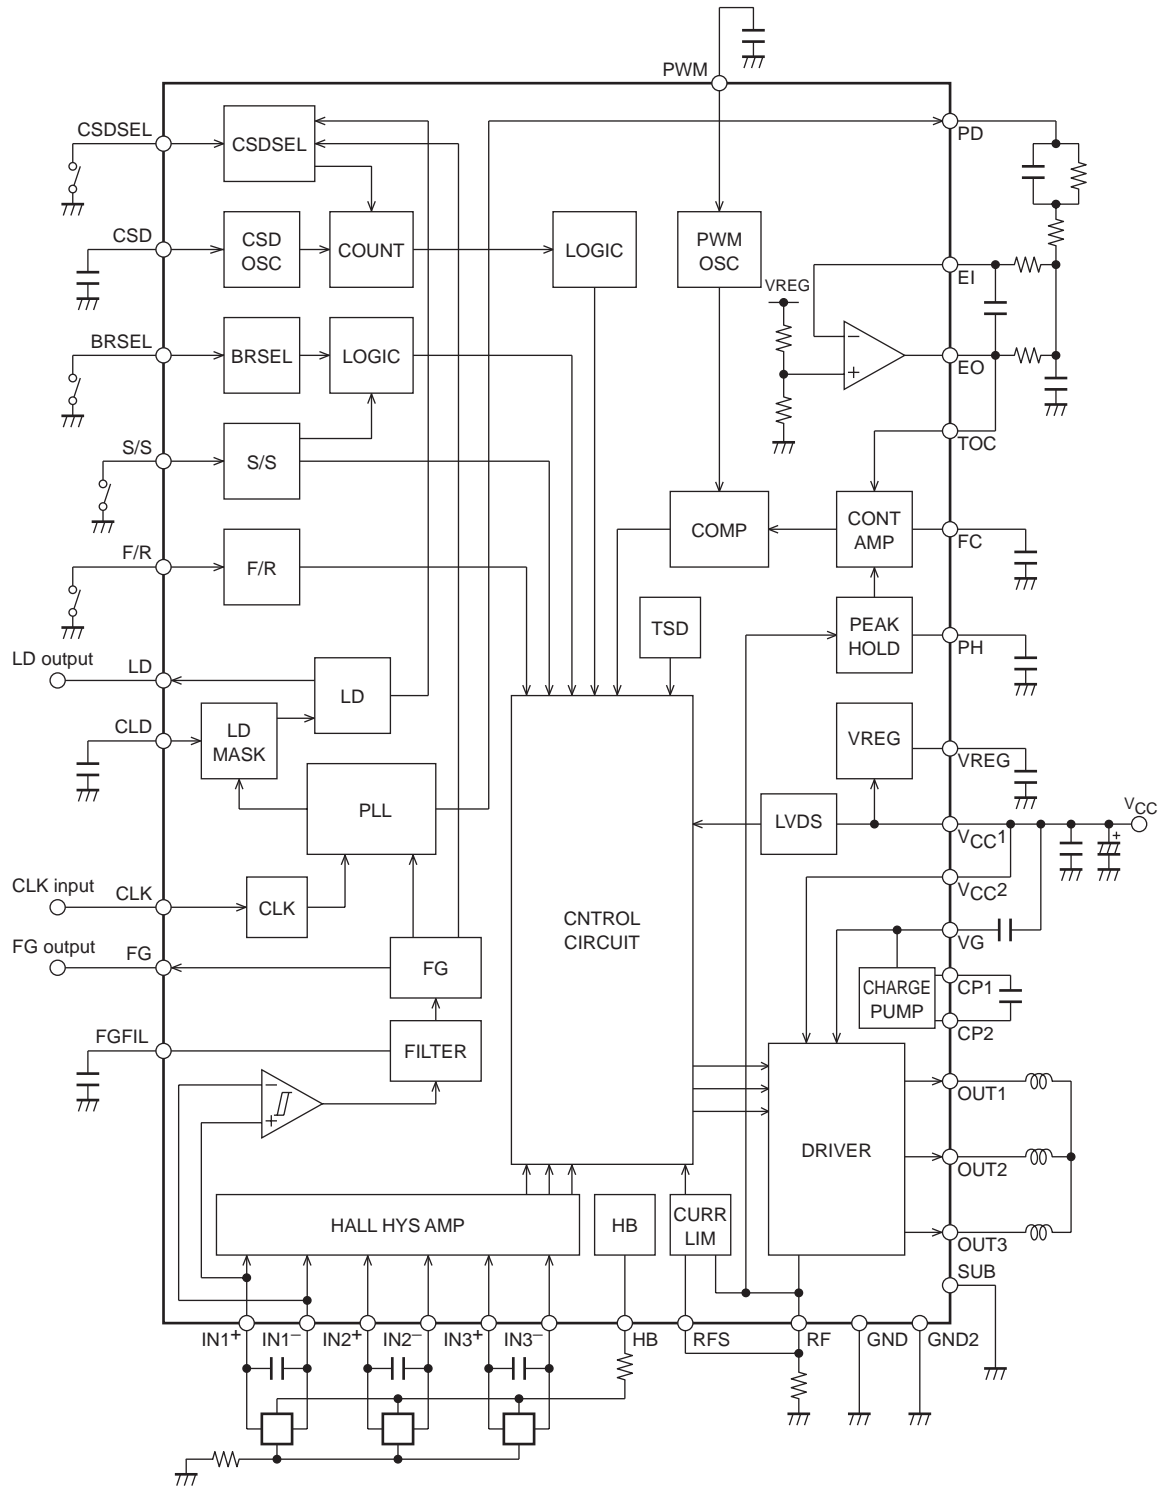 PWM
CSDSEL
CSDSEL
PD
CSD
CSD
OSC
COUNT
LOGIC
PWM
OSC
EI
VREG
BRSEL
BRSEL
LOGIC
−
+
EO
S/S
S/S
TOC
COMP
CONT
AMP
FC
F/R
F/R
TSD
PEAK
HOLD
PH
LD output
LD
LD
CLD
LD
MASK
VREG
VREG
PLL
LVDS
VCC1
VCC
+
VCC2
CLK input
CLK
CLK
CNTROL
CIRCUIT
VG
FG output
FG
FG
CHARGE
PUMP
CP1
CP2
FGFIL
FILTER
−
+
OUT1
DRIVER
OUT2
HALL HYS AMP
HB
CURR
LIM
OUT3
SUB
IN1+
IN1−
IN2+
IN2−
IN3+
IN3−
HB
RFS
RF
GND
GND2